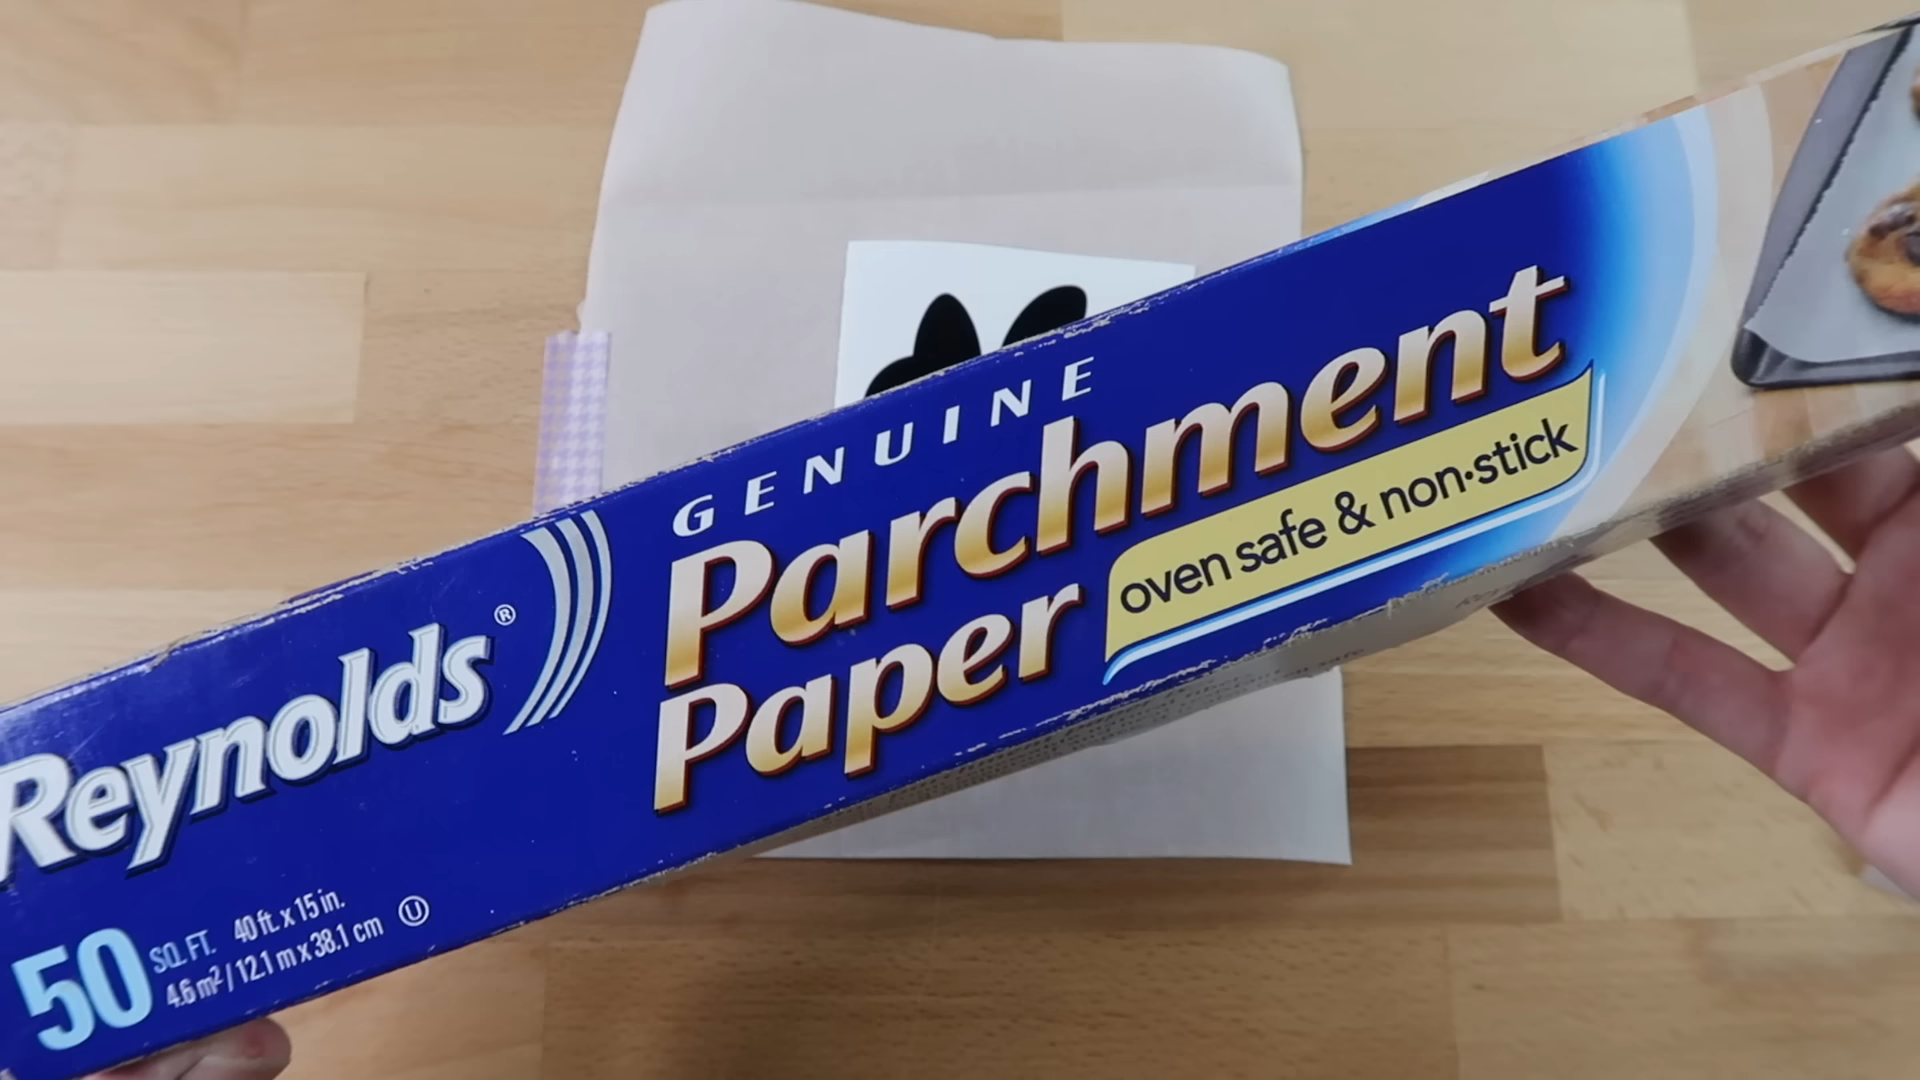 Reynolds®
GENUINE
Parchment
Paper
oven safe & non•stick
50 SQ. FT. 40 ft. x 15 in.
4.6 m² / 12.1 m x 38.1 cm U